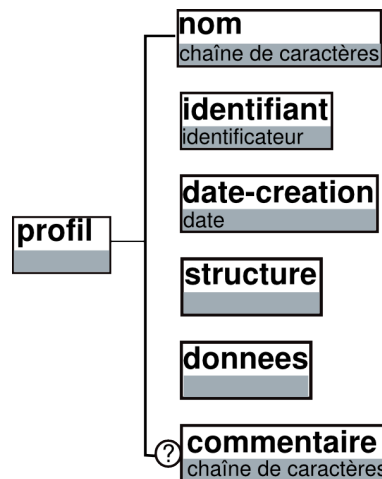 nom
chaîne de caractères
identifiant
identificateur
date-creation
date
profil
structure
donnees
?
commentaire
chaîne de caractères